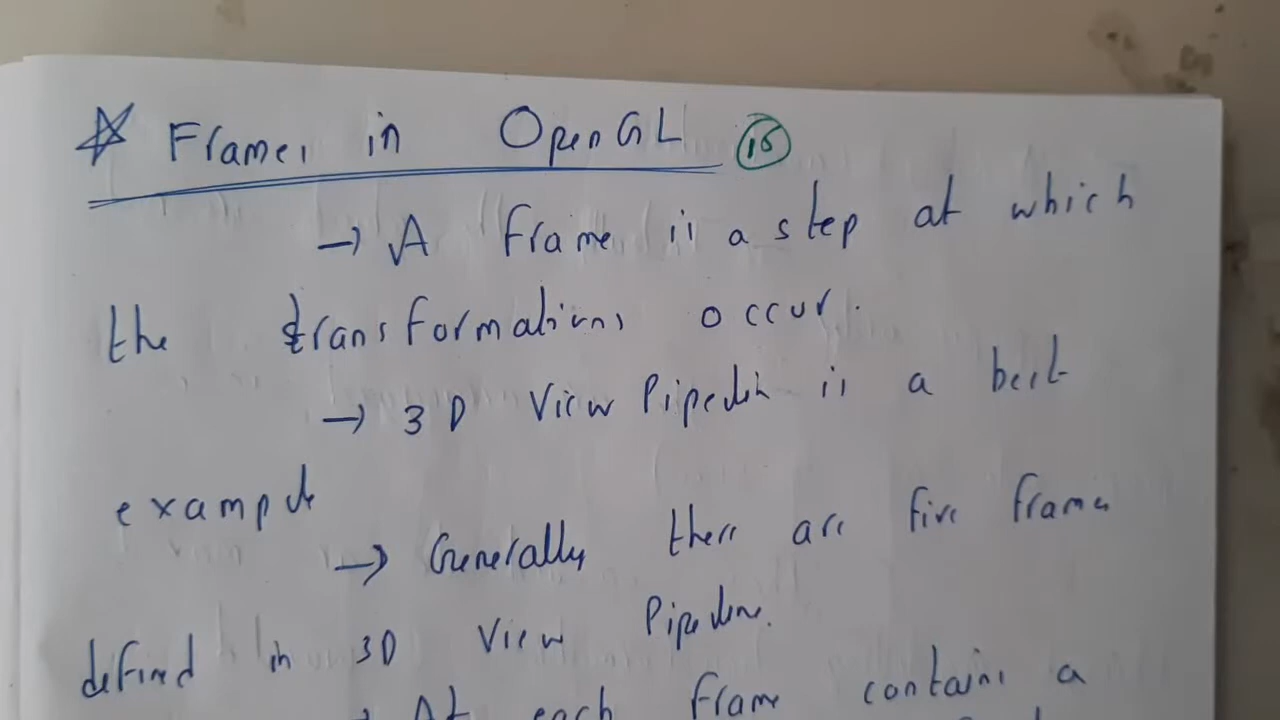 ☆ Frames in OpenGL 15
→ A frame is a step at which
the transformations occur.
→ 3D View Pipeline is a best
example
→ Generally there are five frames
defined in 3D View Pipeline.
→ At each frame contains a